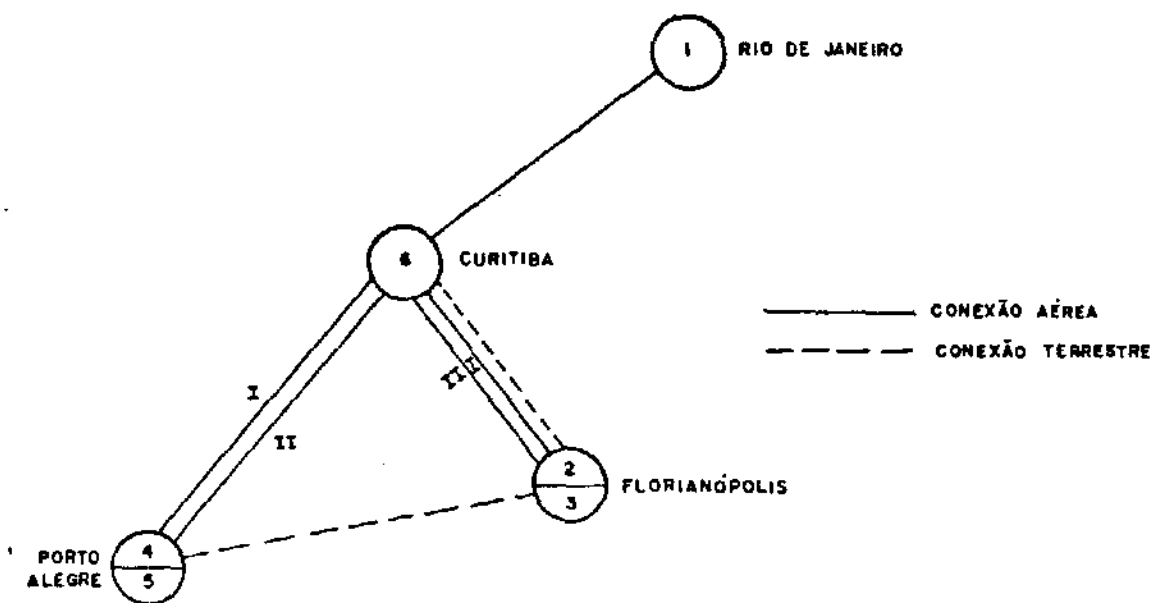 1 RIO DE JANEIRO
6 CURITIBA
CONEXÃO AÉREA
CONEXÃO TERRESTRE
I
II
II I
2
3
FLORIANÓPOLIS
PORTO
ALEGRE
4
5